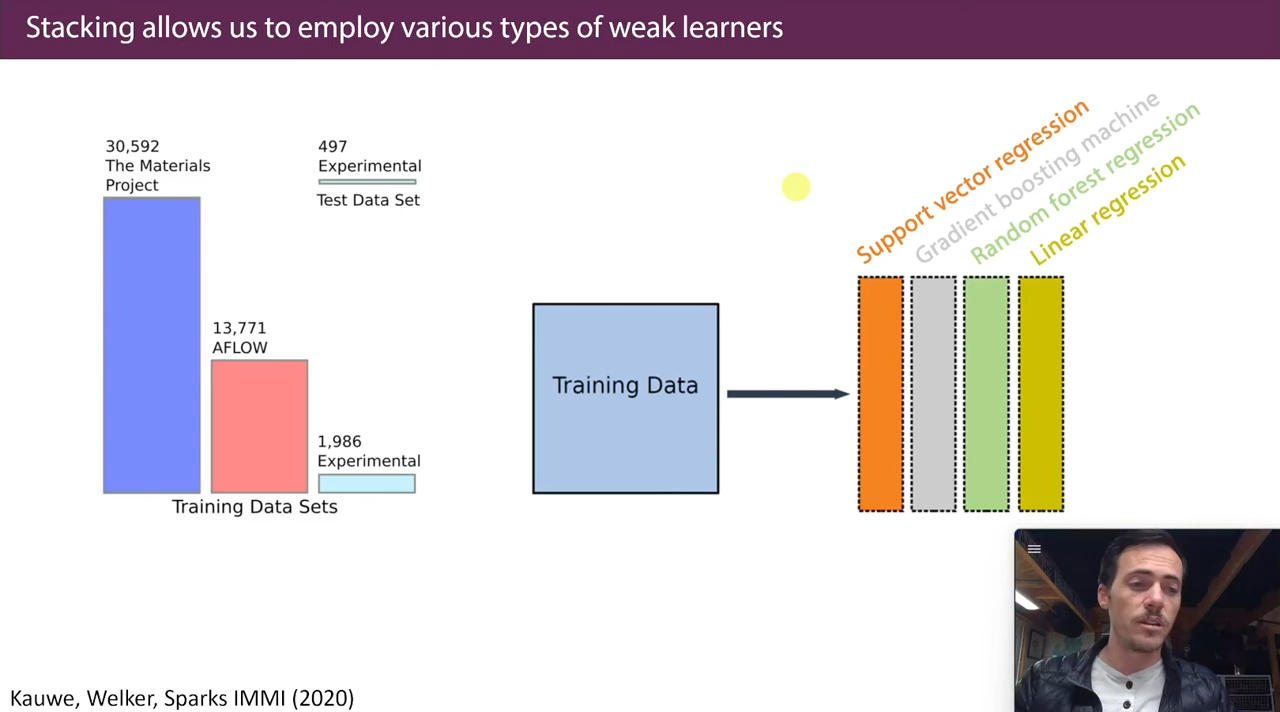 Stacking allows us to employ various types of weak learners
30,592
The Materials
Project
497
Experimental
Test Data Set
13,771
AFLOW
1,986
Experimental
Training Data Sets
Training Data
Support vector regression
Gradient boosting machine
Random forest regression
Linear regression
Kauwe, Welker, Sparks IMMI (2020)